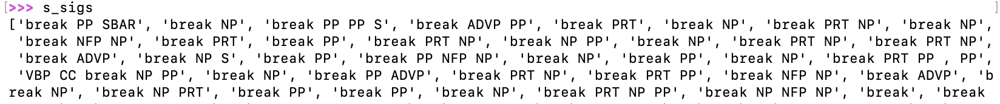 [>>> s_sigs ]
['break PP SBAR', 'break NP', 'break PP PP S', 'break ADVP PP', 'break PRT', 'break NP', 'break PRT NP', 'break NP',
'break NFP NP', 'break PRT', 'break PP', 'break PRT NP', 'break NP PP', 'break NP', 'break PRT NP', 'break PRT NP',
'break ADVP', 'break NP S', 'break PP', 'break PP NFP NP', 'break NP', 'break PP', 'break NP', 'break PRT PP , PP',
'VBP CC break NP PP', 'break NP', 'break PP ADVP', 'break PRT NP', 'break PRT PP', 'break NFP NP', 'break ADVP', 'b
reak NP', 'break NP PRT', 'break PP', 'break PP', 'break NP', 'break PRT NP PP', 'break NP NFP NP', 'break', 'break